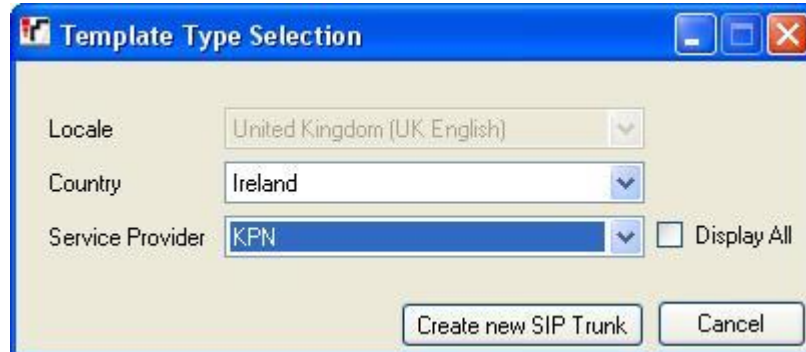 Template Type Selection
Locale United Kingdom (UK English)
Country Ireland
Service Provider KPN Display All
Create new SIP Trunk Cancel